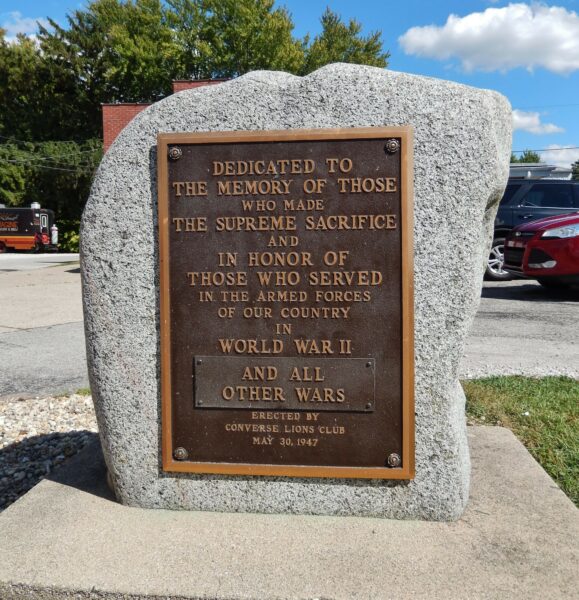 DEDICATED TO
THE MEMORY OF THOSE
WHO MADE
THE SUPREME SACRIFICE
AND
IN HONOR OF
THOSE WHO SERVED
IN THE ARMED FORCES
OF OUR COUNTRY
IN
WORLD WAR II
AND ALL
OTHER WARS
ERECTED BY
CONVERSE LIONS CLUB
MAY 30, 1947